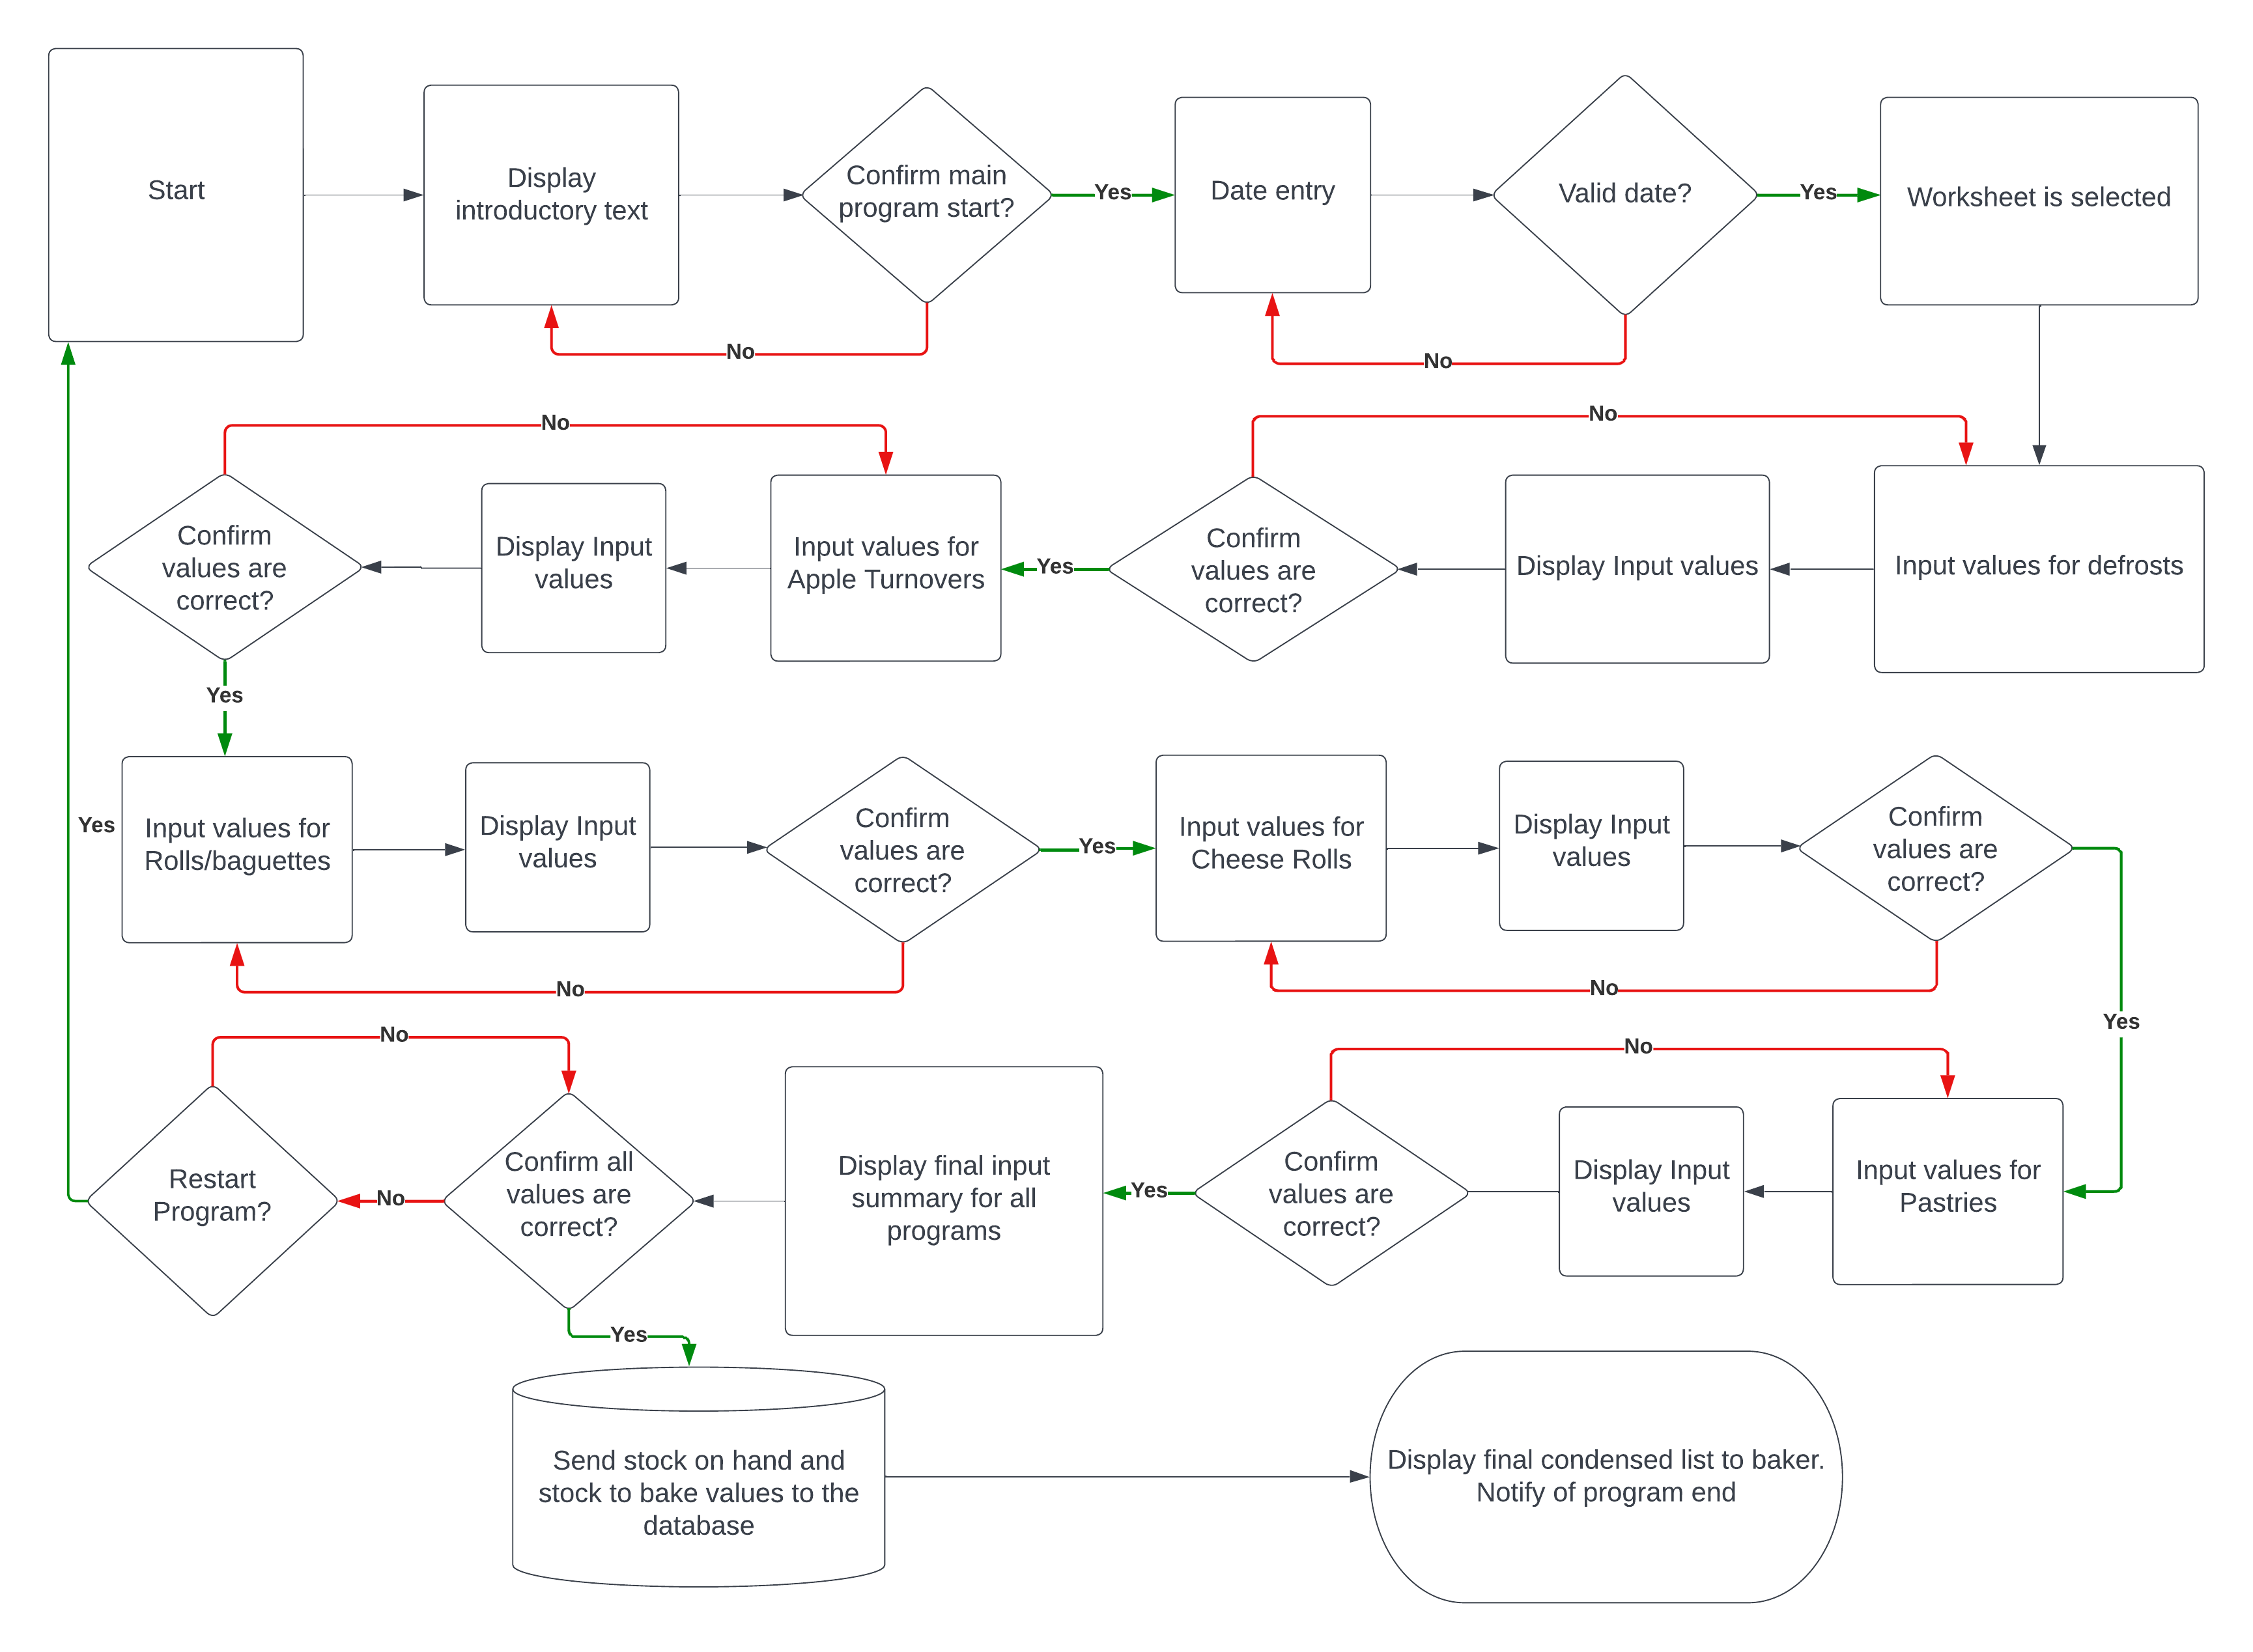 Start
Display
introductory text
Confirm main
program start?
Yes
Date entry
Valid date?
Yes
Worksheet is selected
No
No
No
No
Confirm
values are
correct?
Display Input
values
Input values for
Apple Turnovers
Yes
Confirm
values are
correct?
Display Input values
Input values for defrosts
Yes
Yes
Input values for
Rolls/baguettes
Display Input
values
Confirm
values are
correct?
Yes
Input values for
Cheese Rolls
Display Input
values
Confirm
values are
correct?
No
No
Yes
No
No
Restart
Program?
No
Confirm all
values are
correct?
Display final input
summary for all
programs
Yes
Confirm
values are
correct?
Display Input
values
Input values for
Pastries
Yes
Send stock on hand and
stock to bake values to the
database
Display final condensed list to baker.
Notify of program end